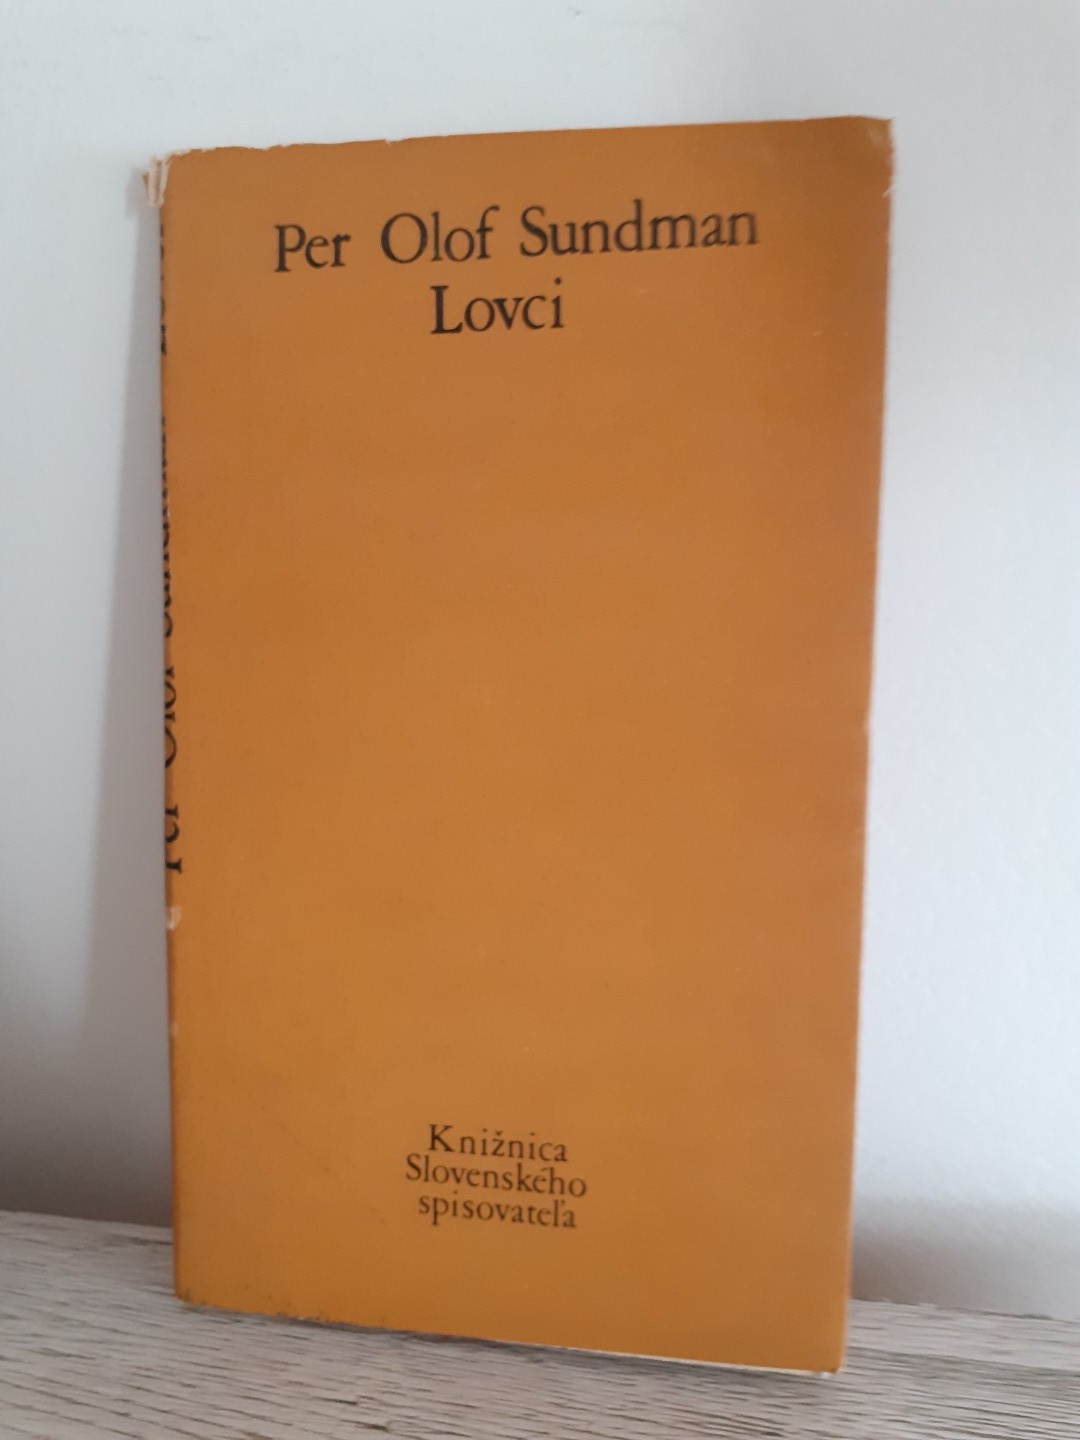 Per Olof Sundman
Lovci
Knižnica
Slovenského
spisovateľa
Per Olof Sundman